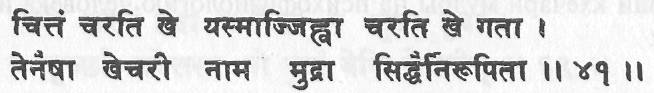 चित्तं चरति खे यस्माज्जिह्वा चरति खे गता ।
तेनैषा खेचरी नाम मुद्रा सिद्धैर्निरूपिता ॥ ४१ ॥